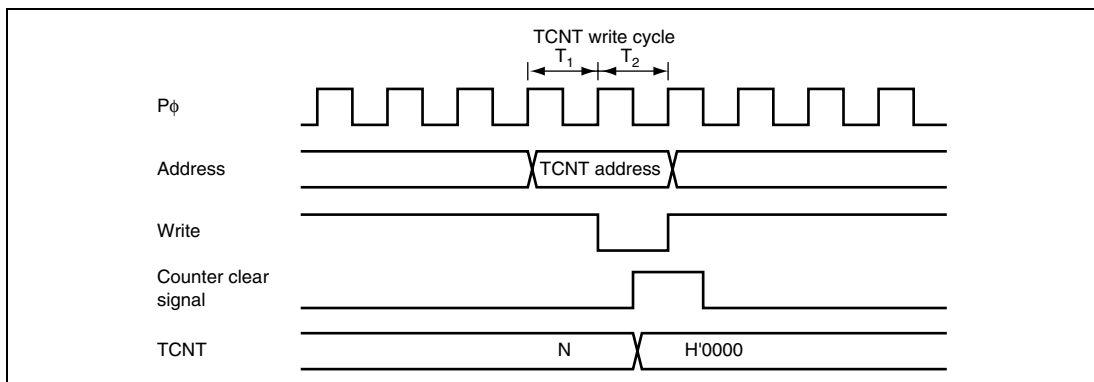 TCNT write cycle
T1 T2
Pϕ
Address
TCNT address
Write
Counter clear
signal
TCNT
N
H'0000